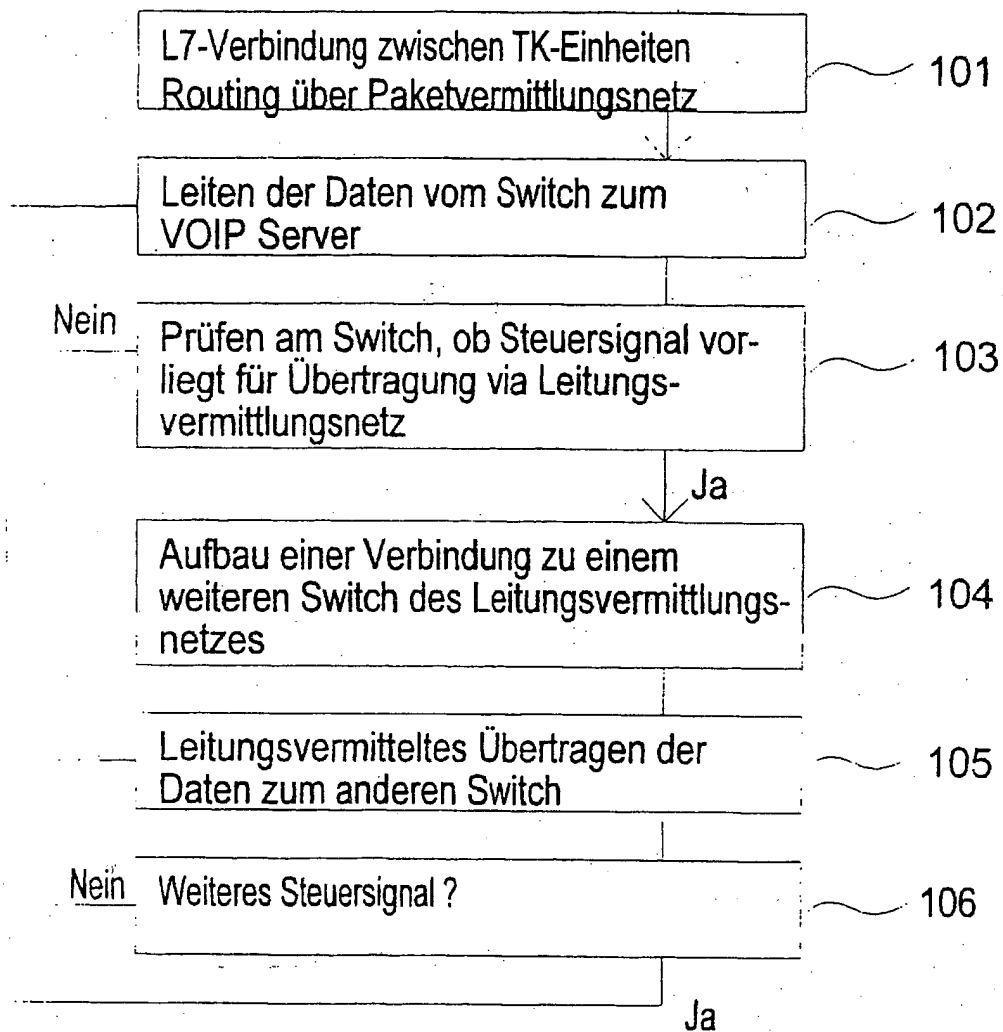 L7-Verbindung zwischen TK-Einheiten
Routing über Paketvermittlungsnetz
101
Leiten der Daten vom Switch zum
VOIP Server
102
Nein
Prüfen am Switch, ob Steuersignal vor-
liegt für Übertragung via Leitungs-
vermittlungsnetz
103
Ja
Aufbau einer Verbindung zu einem
weiteren Switch des Leitungsvermittlungs-
netzes
104
Leitungsvermitteltes Übertragen der
Daten zum anderen Switch
105
Nein
Weiteres Steuersignal ?
106
Ja